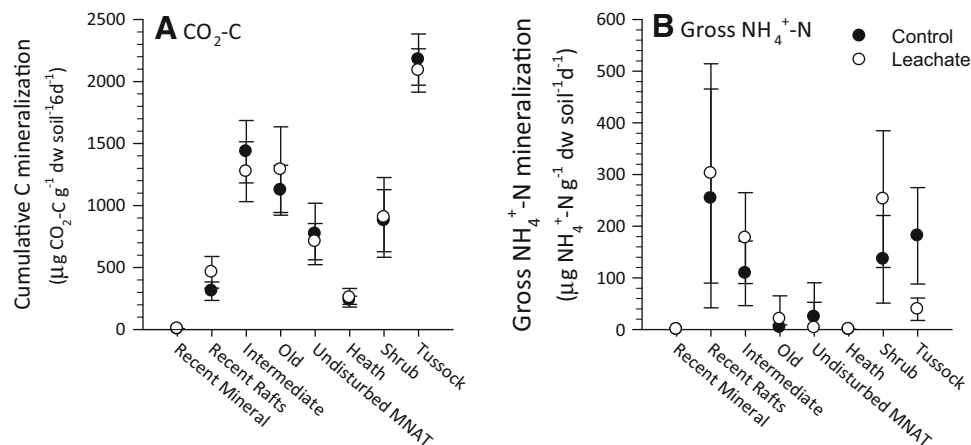 A CO₂-C
Cumulative C mineralization
(µg CO₂-C g⁻¹ dw soil⁻¹6d⁻¹)
2500
2000
1500
1000
500
0
Recent Mineral
Recent Rafts
Intermediate
Old
Undisturbed MNAT
Heath
Shrub
Tussock
B Gross NH₄⁺-N
Control
Leachate
Gross NH₄⁺-N mineralization
(µg NH₄⁺-N g⁻¹ dw soil⁻¹d⁻¹)
600
500
400
300
200
100
0
Recent Mineral
Recent Rafts
Intermediate
Old
Undisturbed MNAT
Heath
Shrub
Tussock